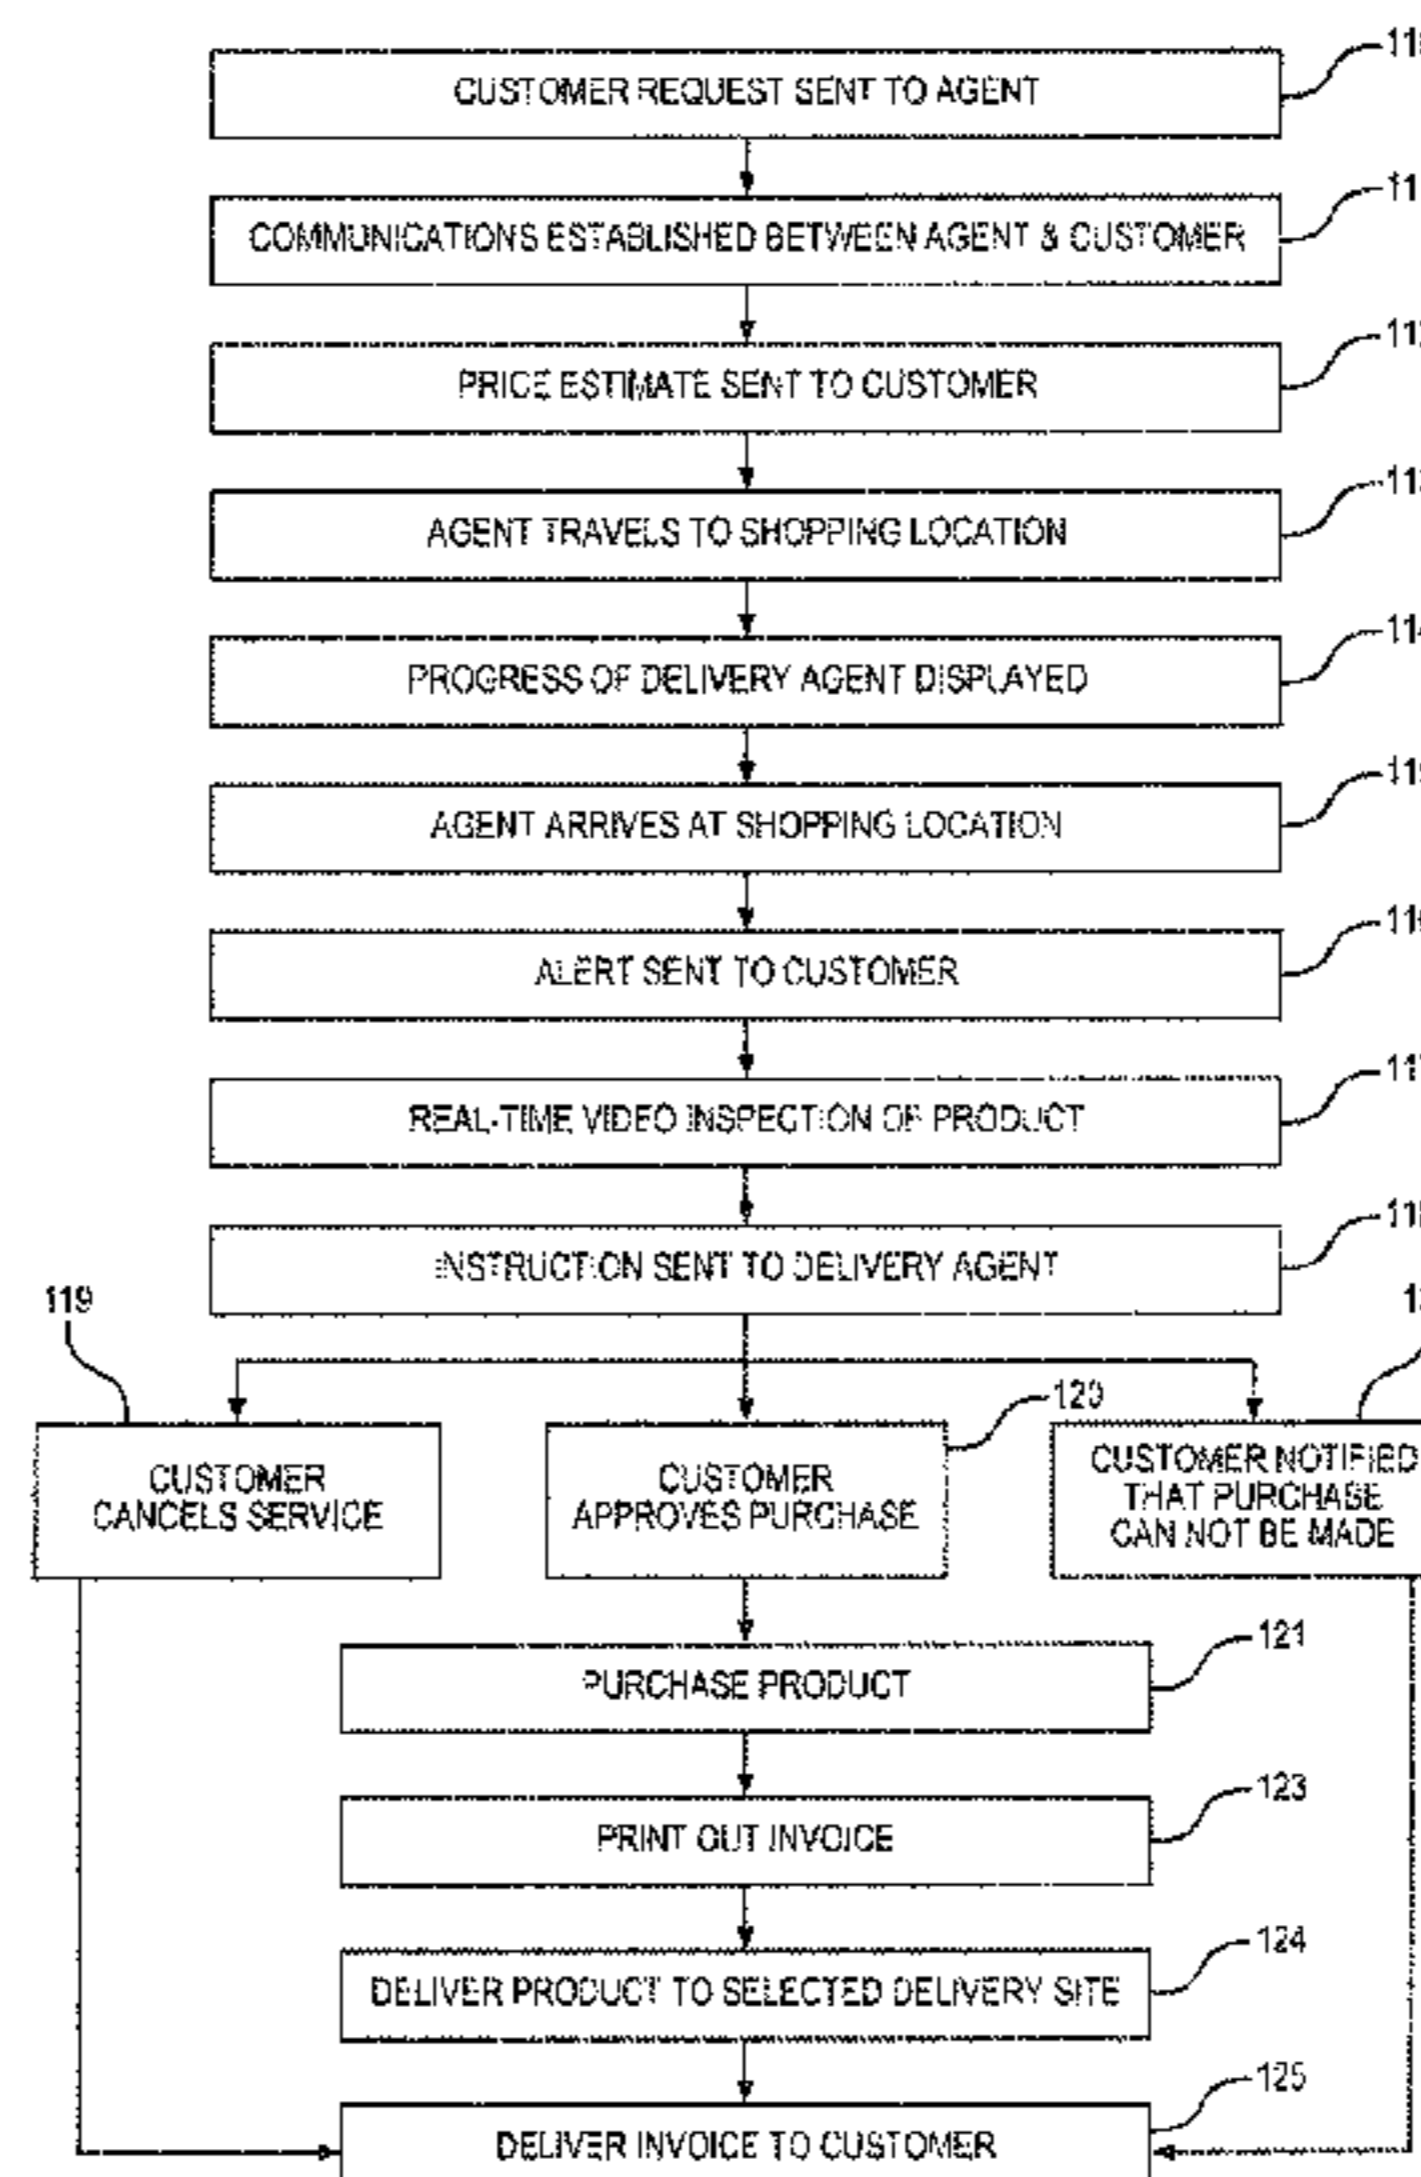 CUSTOMER REQUEST SENT TO AGENT
COMMUNICATIONS ESTABLISHED BETWEEN AGENT & CUSTOMER
PRICE ESTIMATE SENT TO CUSTOMER
AGENT TRAVELS TO SHOPPING LOCATION
PROGRESS OF DELIVERY AGENT DISPLAYED
114
AGENT ARRIVES AT SHOPPING LOCATION
ALERT SENT TO CUSTOMER
REAL-TIME VIDEO INSPECTION OF PRODUCT
INSTRUCTION SENT TO DELIVERY AGENT
119
120
CUSTOMER
CANCELS SERVICE
CUSTOMER
APPROVES PURCHASE
CUSTOMER NOTIFIED
THAT PURCHASE
CAN NOT BE MADE
121
PURCHASE PRODUCT
123
PRINT OUT INVOICE
124
DELIVER PRODUCT TO SELECTED DELIVERY SITE
125
DELIVER INVOICE TO CUSTOMER